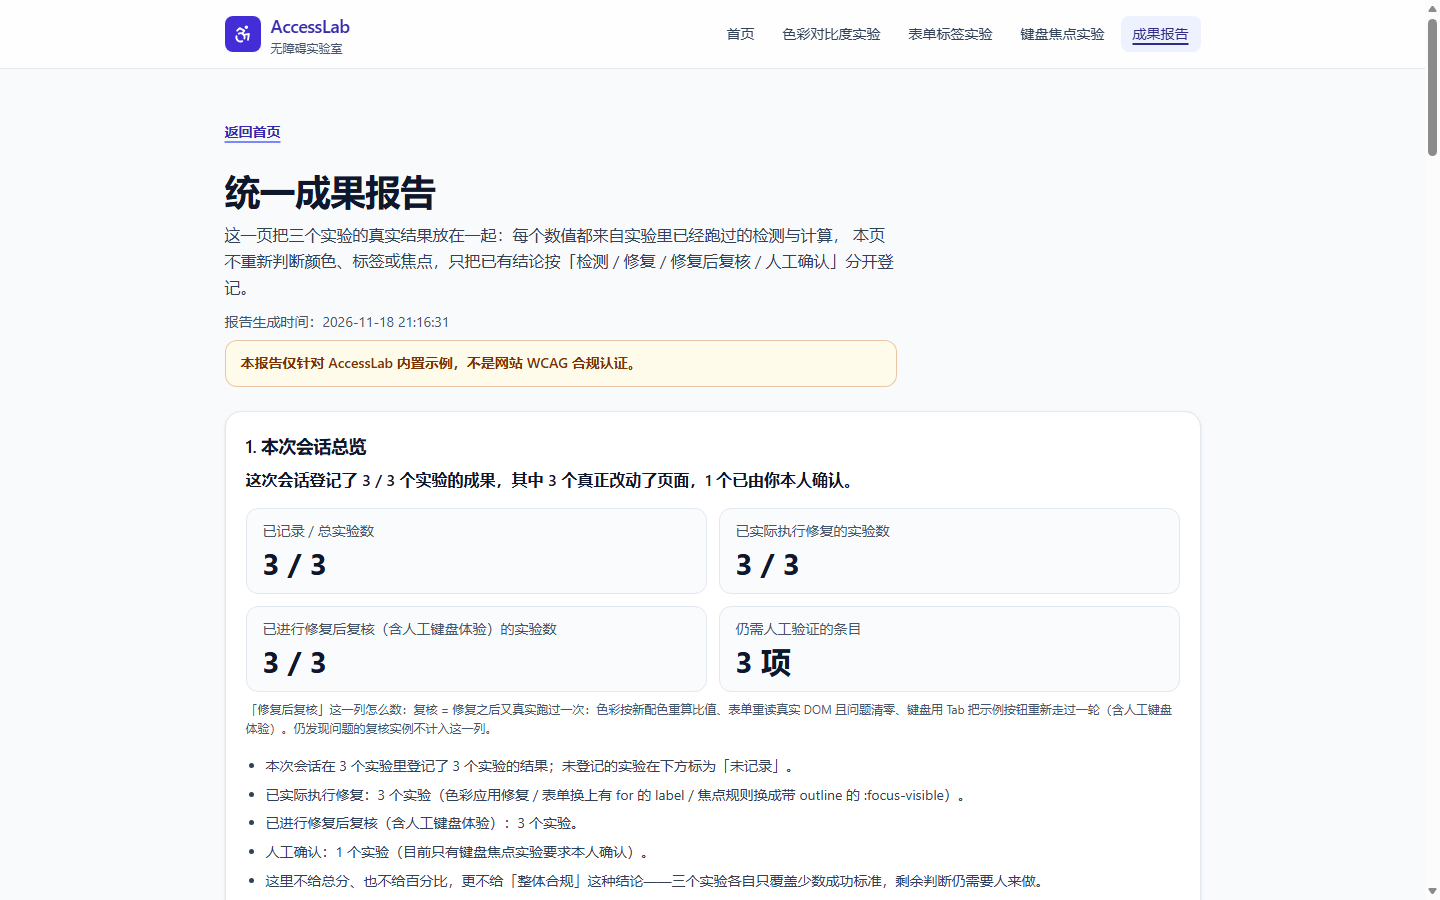 AccessLab
无障碍实验室
首页
色彩对比度实验
表单标签实验
键盘焦点实验
成果报告
返回首页
统一成果报告
这一页把三个实验的真实结果放在一起：每个数值都来自实验里已经跑过的检测与计算， 本页
不重新判断颜色、标签或焦点，只把已有结论按「检测 / 修复 / 修复后复核 / 人工确认」分开登
记。
报告生成时间：2026-11-18 21:16:31
本报告仅针对 AccessLab 内置示例，不是网站 WCAG 合规认证。
1. 本次会话总览
这次会话登记了 3 / 3 个实验的成果，其中 3 个真正改动了页面，1 个已由你本人确认。
已记录 / 总实验数
3 / 3
已实际执行修复的实验数
3 / 3
已进行修复后复核（含人工键盘体验）的实验数
3 / 3
仍需人工验证的条目
3 项
「修复后复核」这一列怎么数：复核 = 修复之后又真实跑过一次：色彩按新配色重算比值、表单重读真实 DOM 且问题清零、键盘用 Tab 把示例按钮重新走过一轮（含人工键盘
体验）。仍发现问题的复核实例不计入这一列。
本次会话在 3 个实验里登记了 3 个实验的结果；未登记的实验在下方标为「未记录」。
已实际执行修复：3 个实验（色彩应用修复 / 表单换上有 for 的 label / 焦点规则换成带 outline 的 :focus-visible）。
已进行修复后复核（含人工键盘体验）：3 个实验。
人工确认：1 个实验（目前只有键盘焦点实验要求本人确认）。
这里不给总分、也不给百分比，更不给「整体合规」这种结论——三个实验各自只覆盖少数成功标准，剩余判断仍需要人来做。